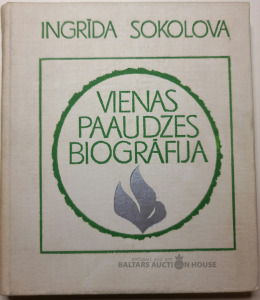 INGRĪDA SOKOLOVA
VIENAS
PAAUDZES
BIOGRĀFIJA
BALTARS AUCTION HOUSE